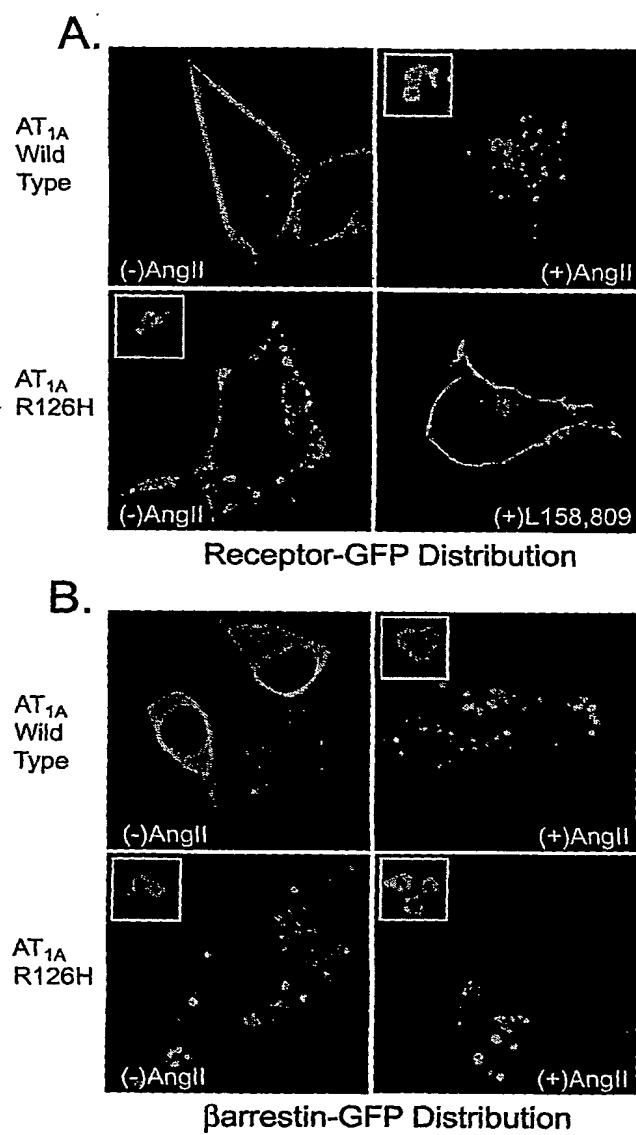 A.
AT1A
Wild
Type
(-)AngII
(+)AngII
AT1A
R126H
(-)AngII
(+)L158,809
Receptor-GFP Distribution
B.
AT1A
Wild
Type
(-)AngII
(+)AngII
AT1A
R126H
(-)AngII
(+)AngII
βarrestin-GFP Distribution